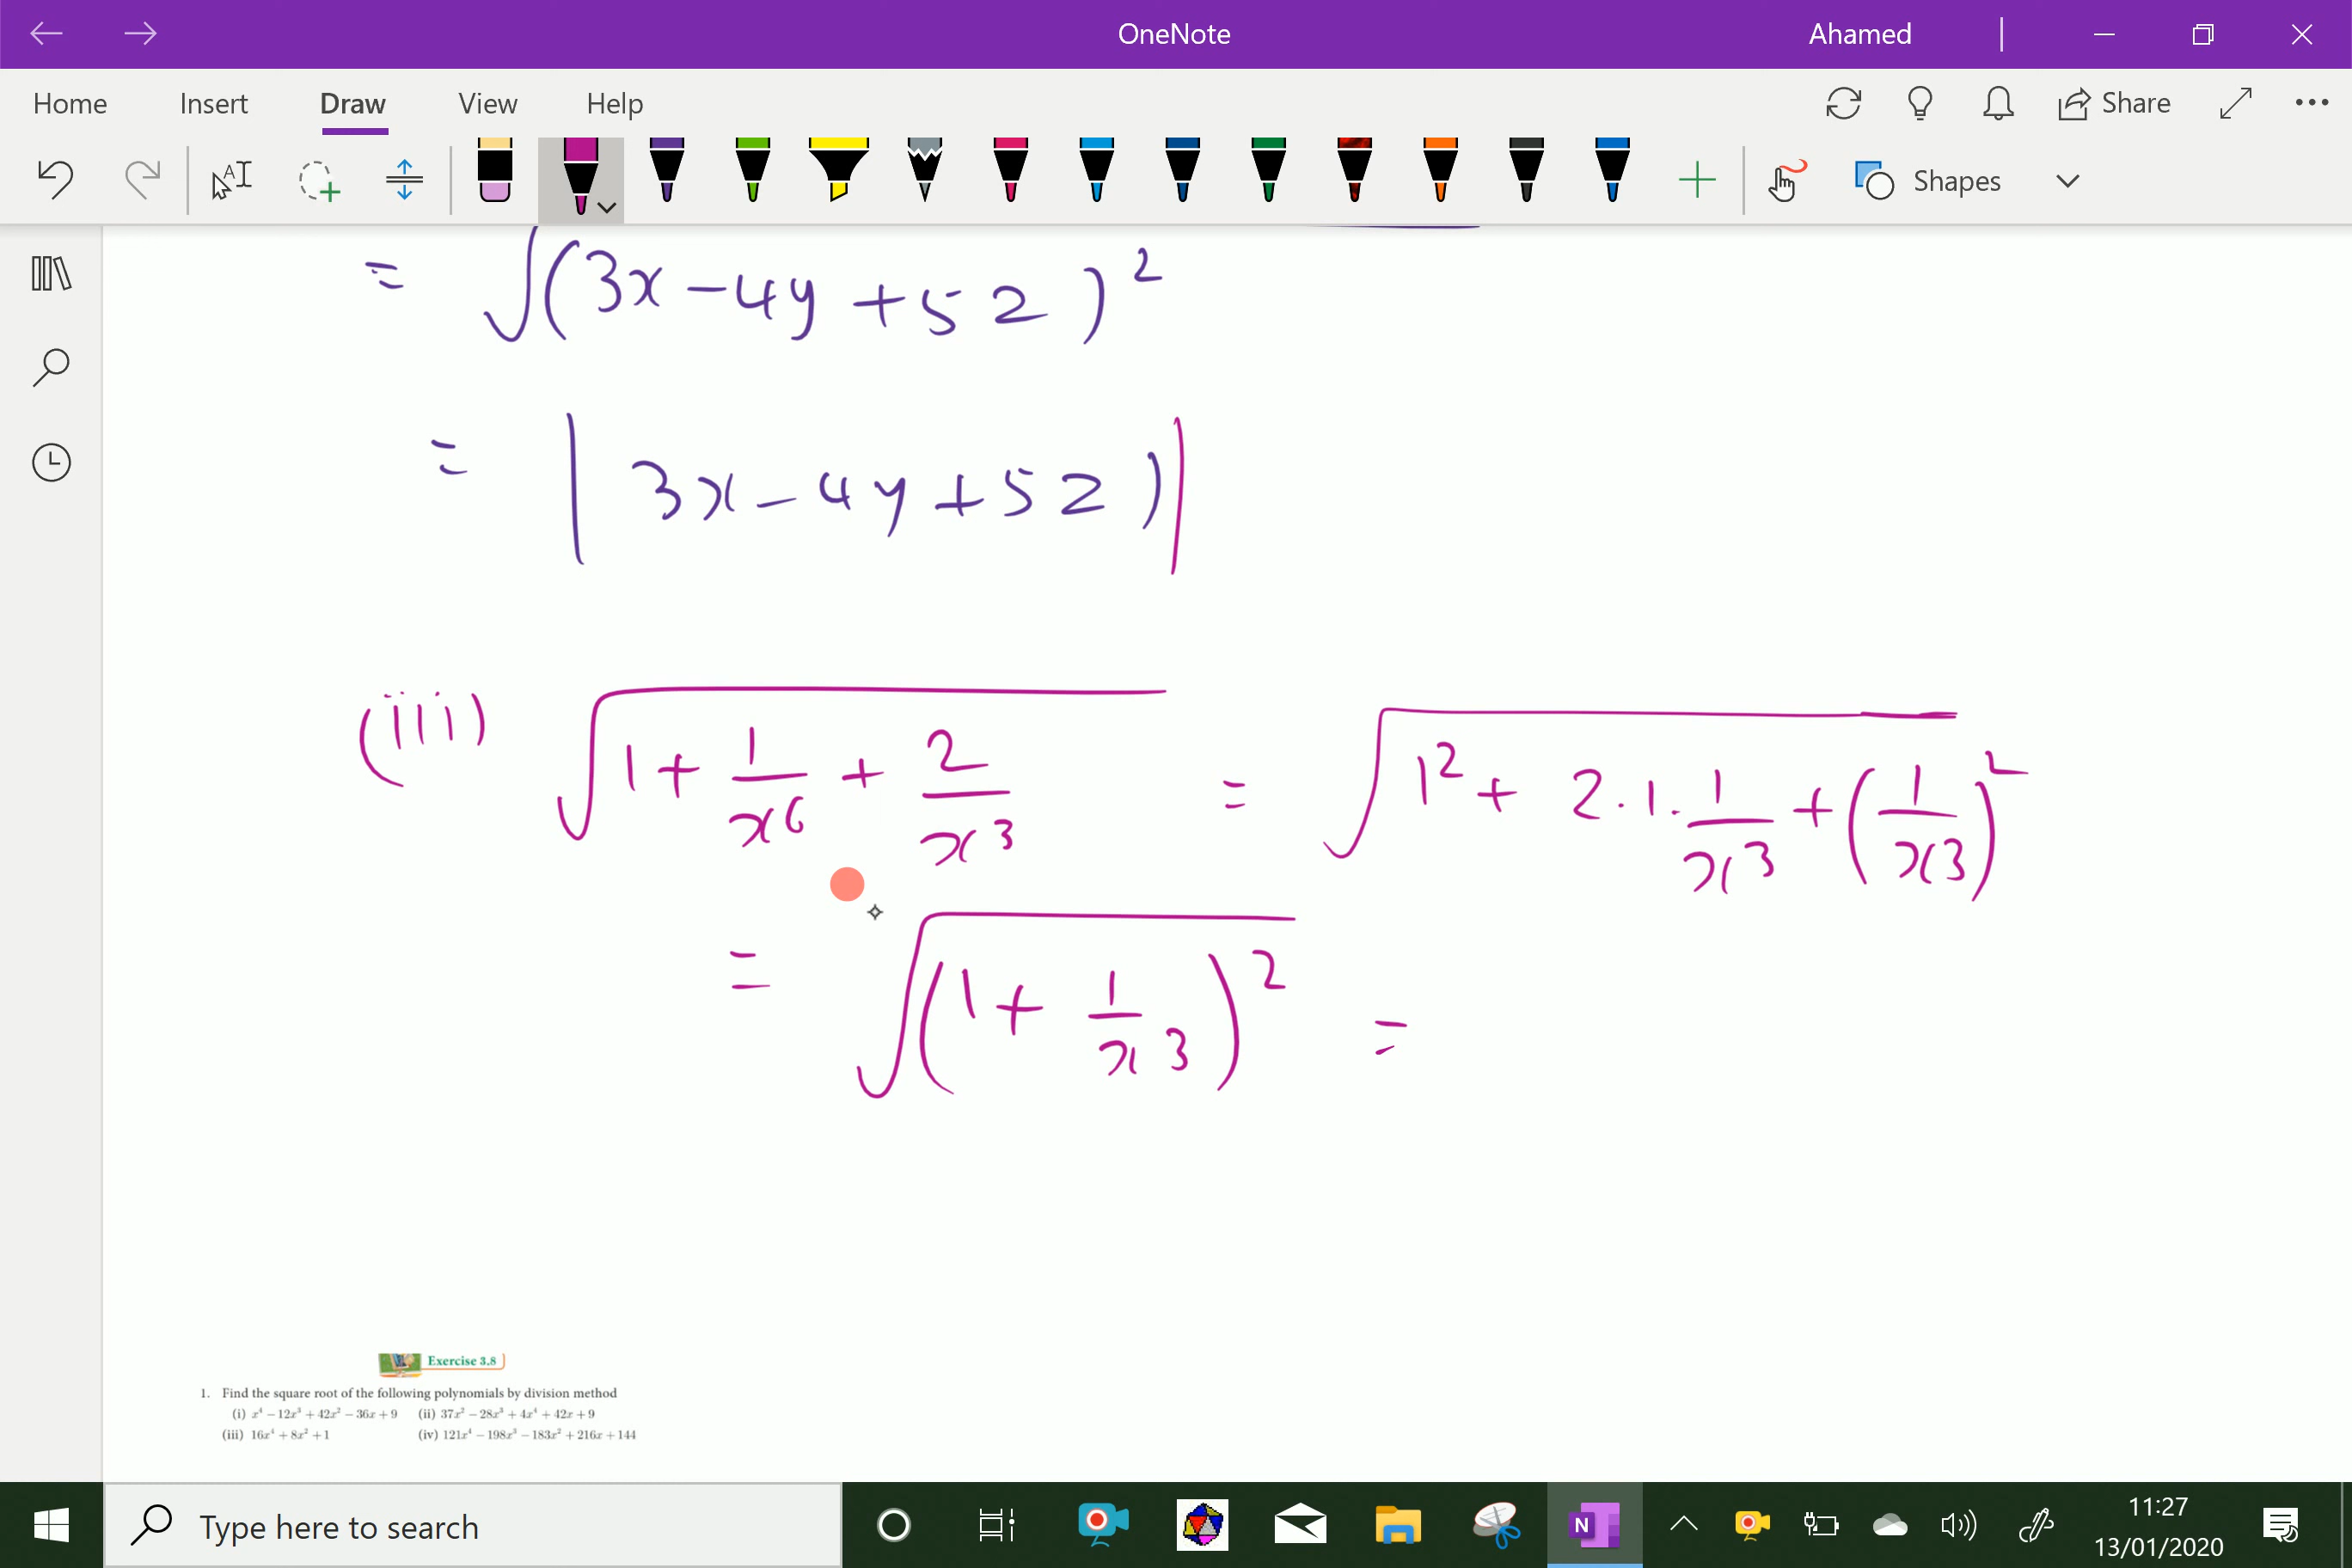 OneNote
Ahamed
Home Insert Draw View Help Share
Shapes
= √(3x-4y+5z)²
= |3x-4y+5z)|
(iii) √(1+1/x⁶+2/x³) = √(1²+2.1.1/x³+(1/x³)²)
= √(1+1/x³)² =
Exercise 3.8
1. Find the square root of the following polynomials by division method
(i) x⁴ − 12x³ + 42x² − 36x + 9 (ii) 37x² − 28x³ + 4x⁴ + 42x + 9
(iii) 16x⁴ + 8x² + 1 (iv) 121x⁴ − 198x³ − 183x² + 216x + 144
Type here to search
11:27
13/01/2020